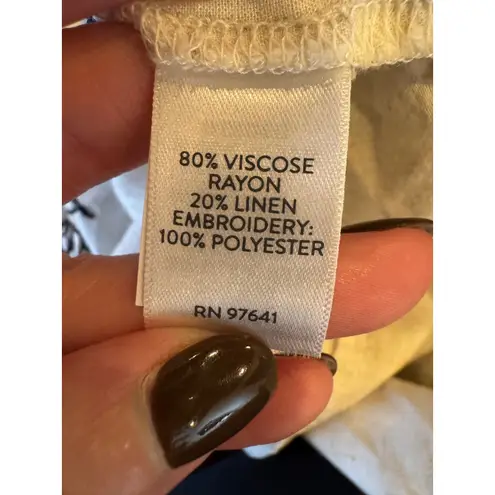 80% VISCOSE
RAYON
20% LINEN
EMBROIDERY:
100% POLYESTER
RN 97641